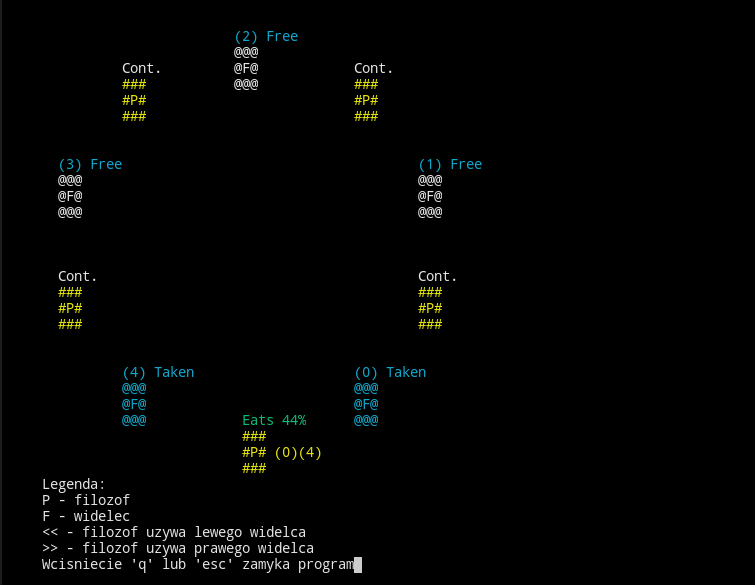 (2) Free
@@@
Cont. @F@ Cont.
### @@@ ###
#P# #P#
### ###
(3) Free (1) Free
@@@ @@@
@F@ @F@
@@@ @@@
Cont. Cont.
### ###
#P# #P#
### ###
(4) Taken (0) Taken
@@@ @@@
@F@ @F@
@@@ Eats 44% @@@
###
#P# (0)(4)
###
Legenda:
P - filozof
F - widelec
<< - filozof uzywa lewego widelca
>> - filozof uzywa prawego widelca
Wcisniecie 'q' lub 'esc' zamyka program